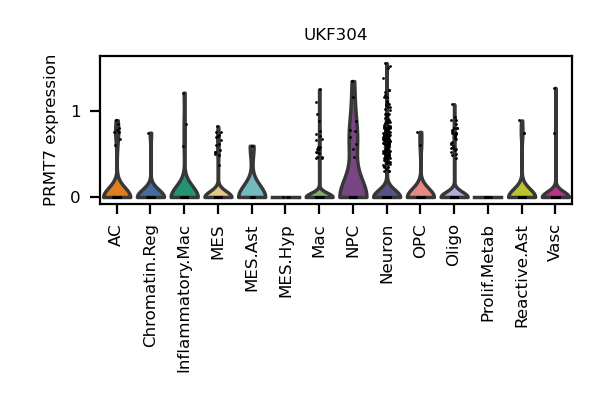 UKF304
PRMT7 expression
1
0
AC
Chromatin.Reg
Inflammatory.Mac
MES
MES.Ast
MES.Hyp
Mac
NPC
Neuron
OPC
Oligo
Prolif.Metab
Reactive.Ast
Vasc